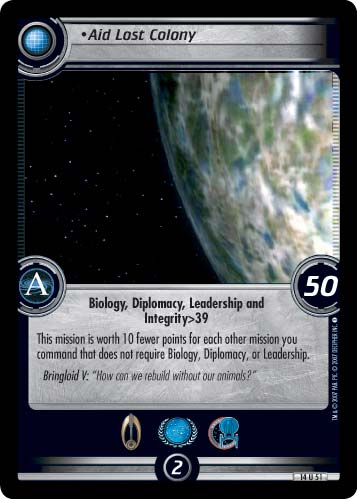 •Aid Lost Colony
A
50
Biology, Diplomacy, Leadership and
Integrity>39
This mission is worth 10 fewer points for each other mission you
command that does not require Biology, Diplomacy, or Leadership.
Bringloid V: “How can we rebuild without our animals?”
2
14 U 51